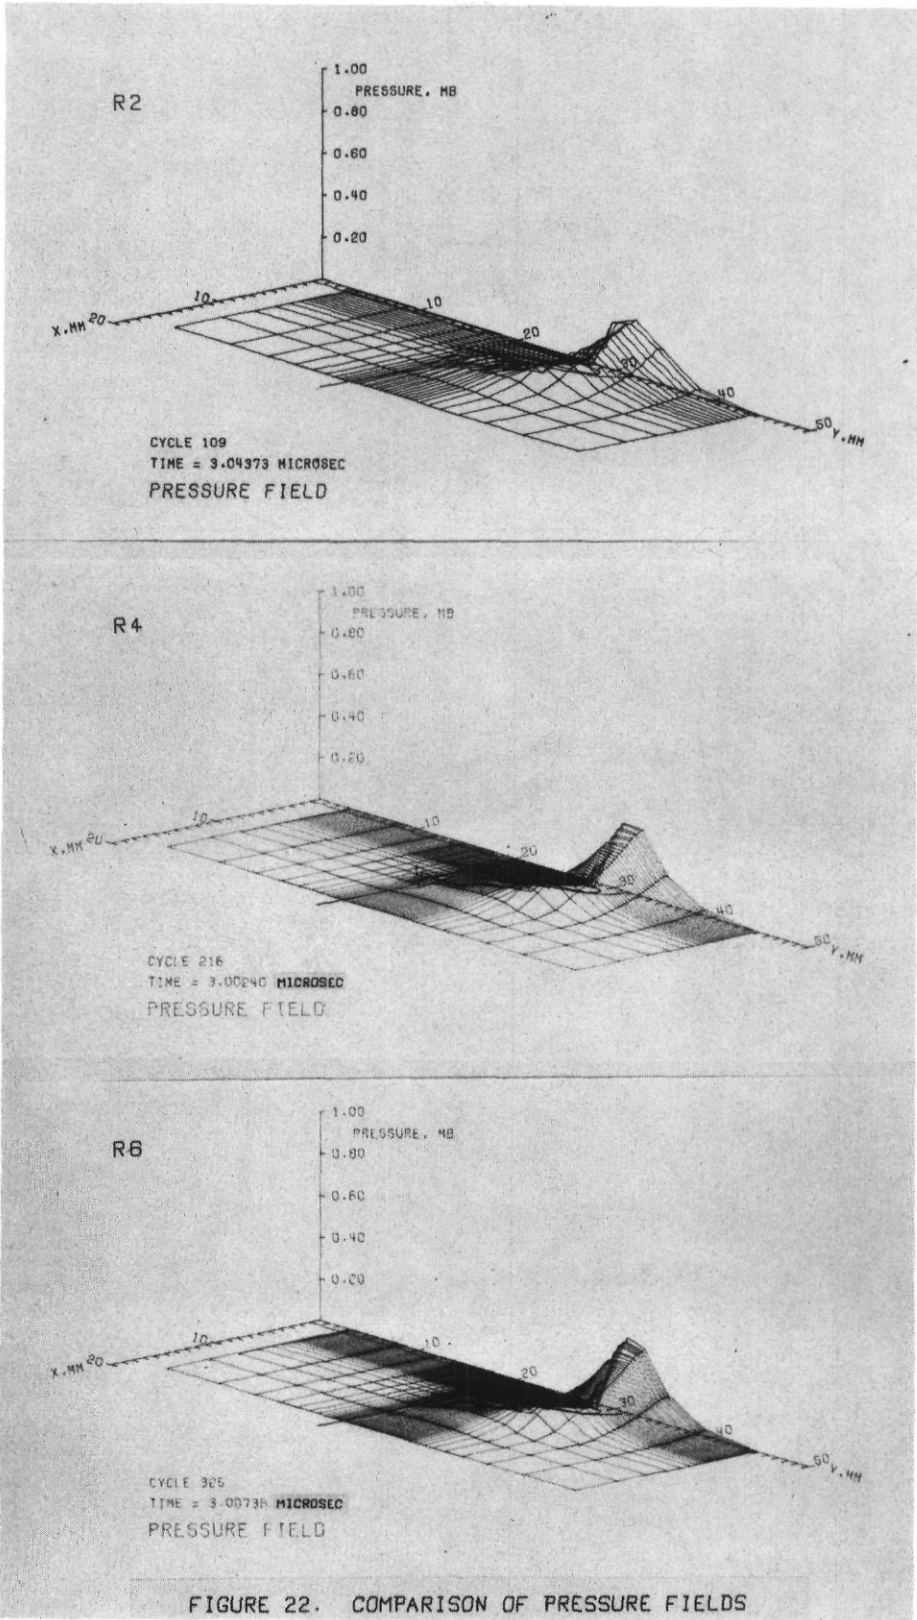 R2
1.00
PRESSURE, MB
0.80
0.60
0.40
0.20
10
X,MM 20
10
20
30
40
50 Y,MM
CYCLE 109
TIME = 3.04373 MICROSEC
PRESSURE FIELD
R4
1.00
PRESSURE, MB
0.80
0.60
0.40
0.20
10
X,MM 20
10
20
30
40
50 Y,MM
CYCLE 216
TIME = 3.00240 MICROSEC
PRESSURE FIELD
R6
1.00
PRESSURE, MB
0.80
0.60
0.40
0.20
10
X,MM 20
10
20
30
40
50 Y,MM
CYCLE 325
TIME = MICROSEC
PRESSURE FIELD
FIGURE 22. COMPARISON OF PRESSURE FIELDS